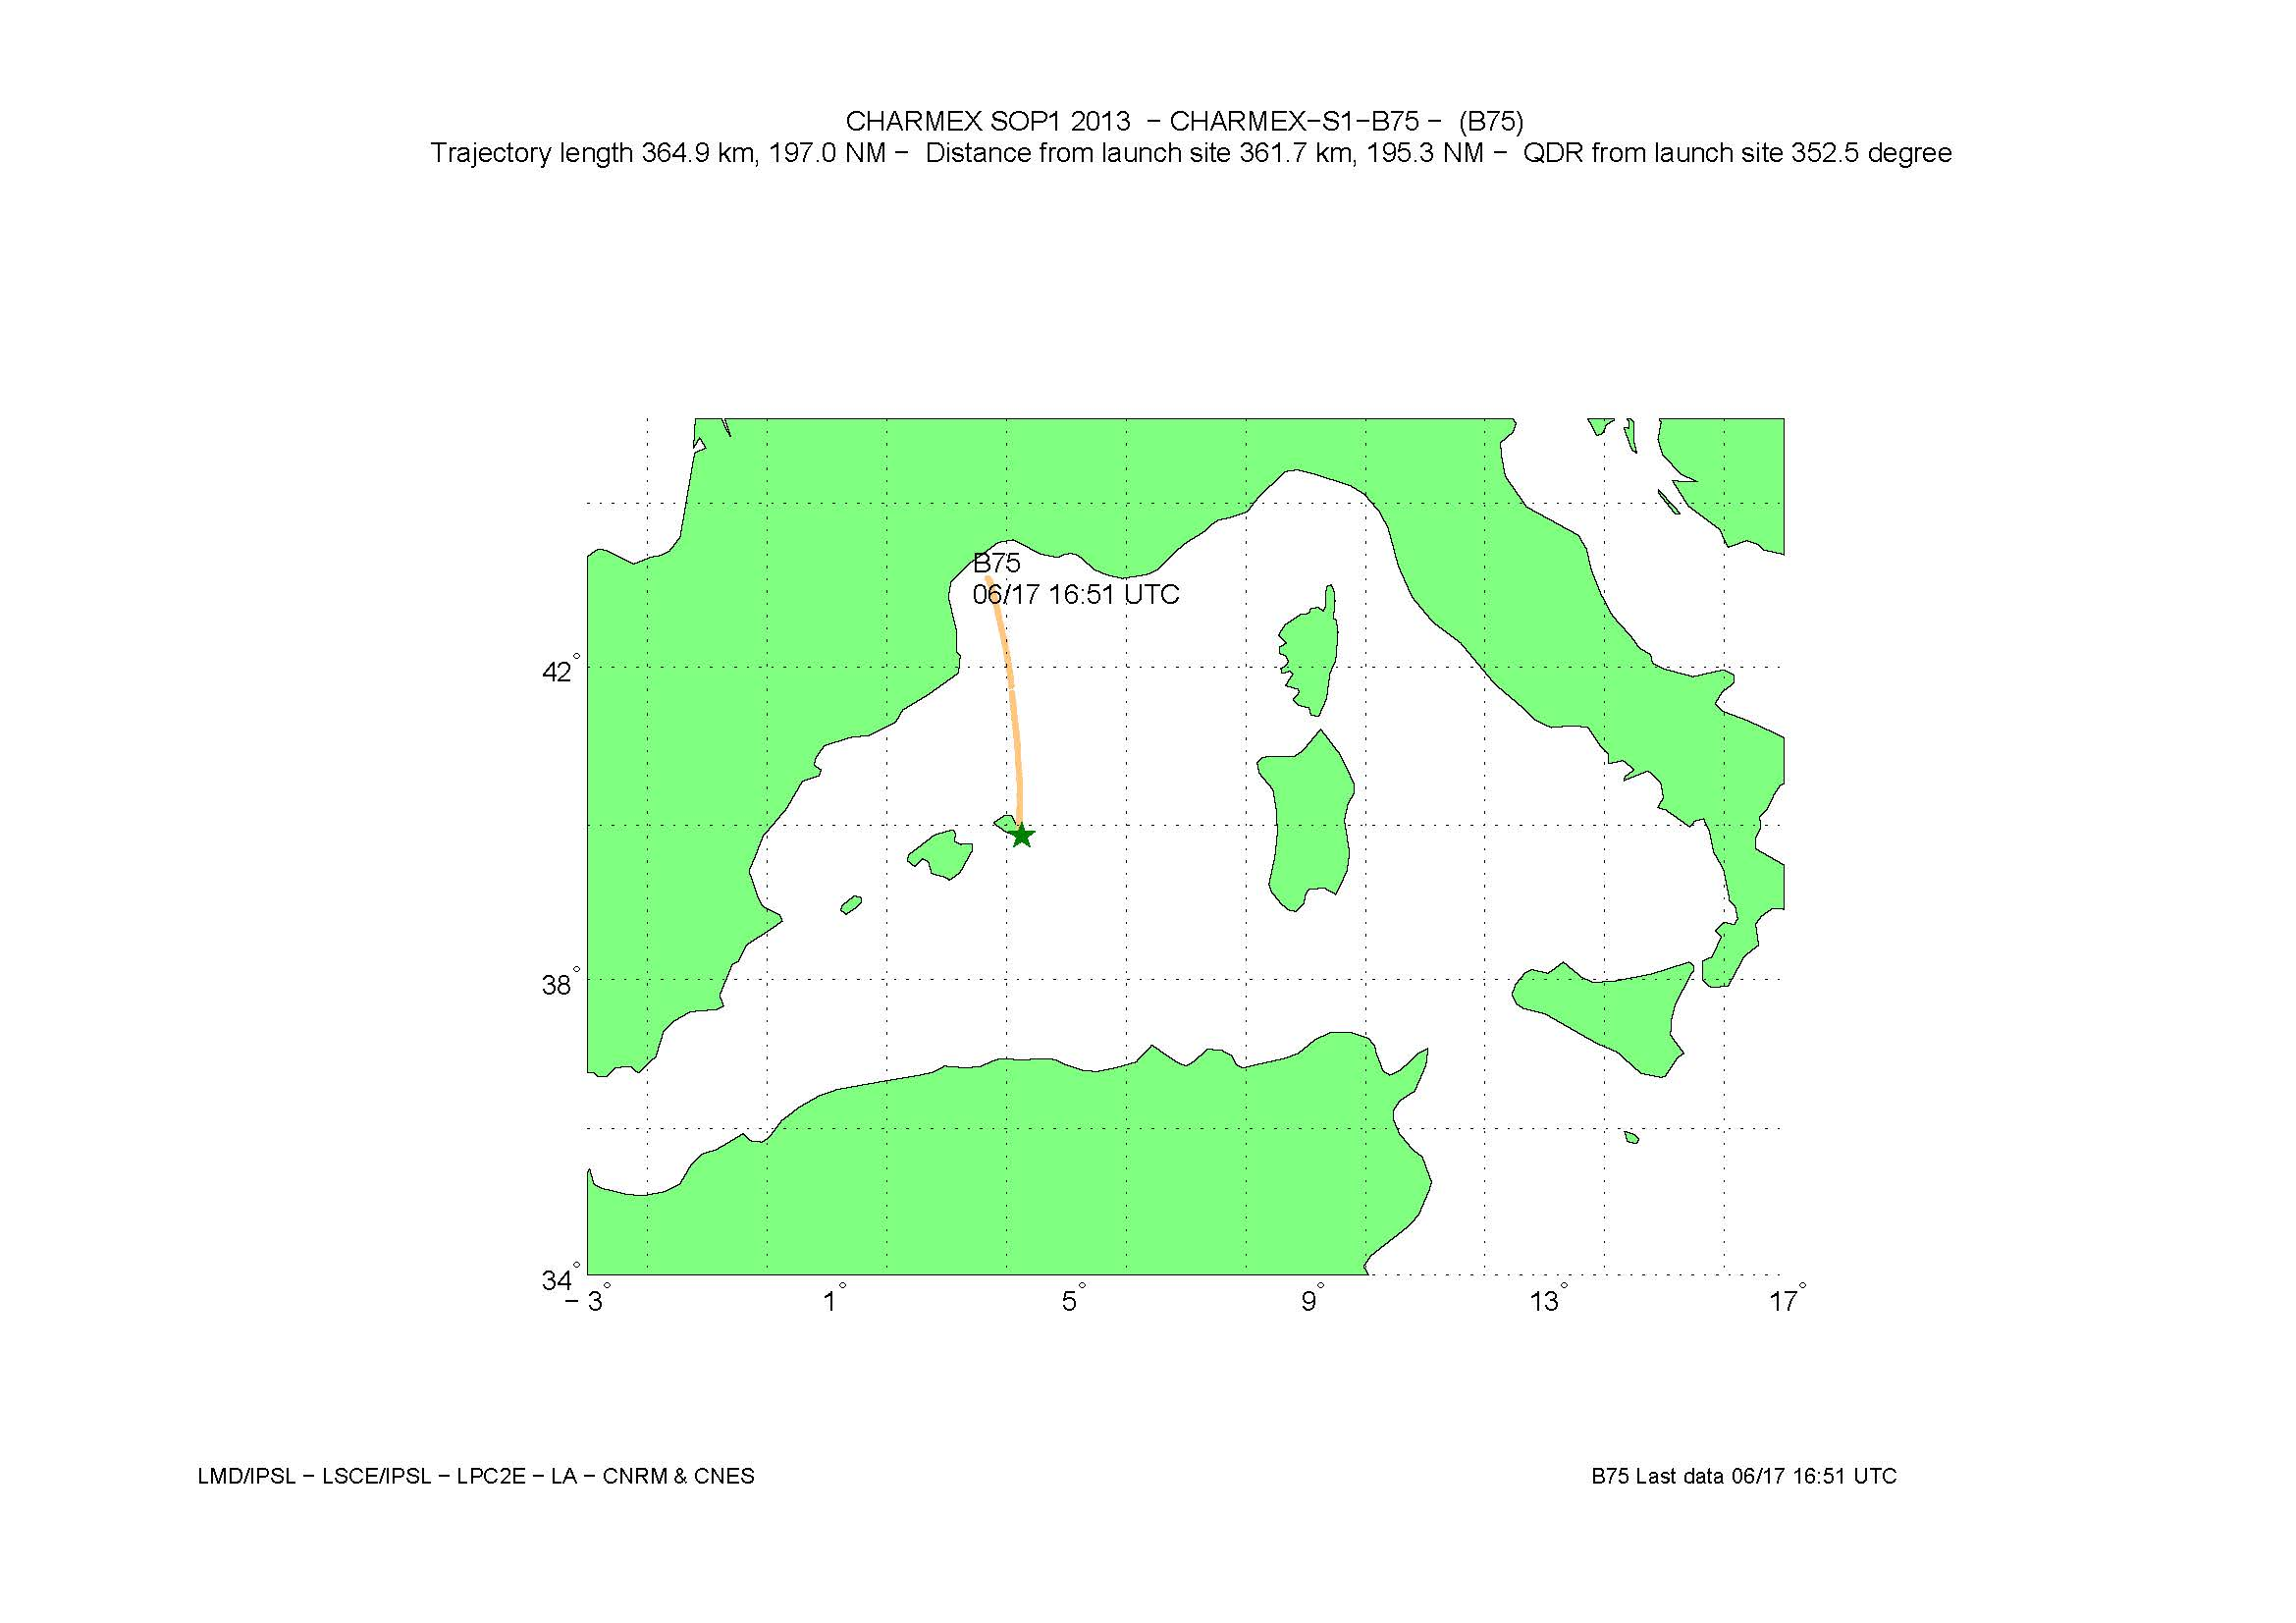 CHARMEX SOP1 2013 − CHARMEX−S1−B75 − (B75)
Trajectory length 364.9 km, 197.0 NM − Distance from launch site 361.7 km, 195.3 NM − QDR from launch site 352.5 degree
B75
06/17 16:51 UTC
42°
38°
34°
−3° 1° 5° 9° 13° 17°
LMD/IPSL − LSCE/IPSL − LPC2E − LA − CNRM & CNES
B75 Last data 06/17 16:51 UTC